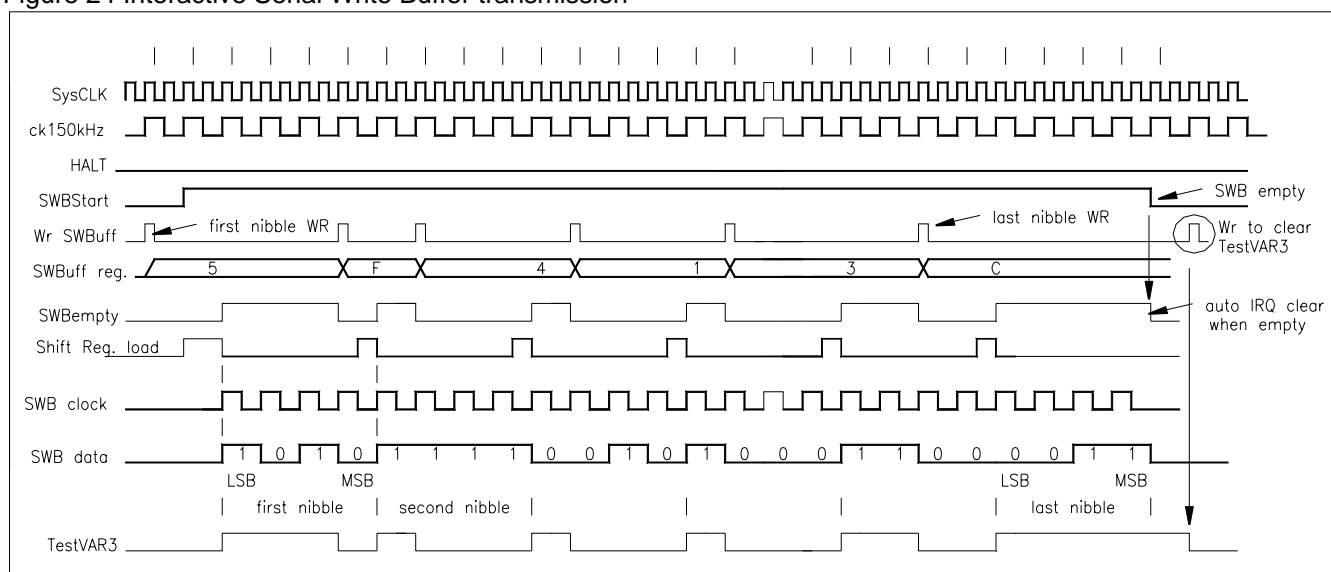 Figure 24 Interactive Serial Write Buffer transmission
SysCLK
ck150kHz
HALT
SWBStart
SWB empty
Wr SWBuff
first nibble WR
last nibble WR
Wr to clear
TestVAR3
SWBuff reg.
5 F 4 1 3 C
SWBempty
auto IRQ clear
when empty
Shift Reg. load
SWB clock
SWB data
1 0 1 0 1 1 1 1 0 0 1 0 1 0 0 0 1 1 0 0 0 0 1 1
LSB MSB LSB MSB
first nibble second nibble last nibble
TestVAR3